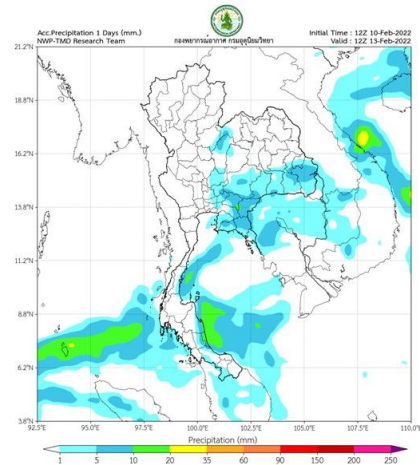 Acc.Precipitation 1 Days (mm.)
NWP-TMD Research Team
กองพยากรณ์อากาศ กรมอุตุนิยมวิทยา
Initial Time : 12Z 10-Feb-2022
Valid : 12Z 13-Feb-2022
21.2°N
18.8°N
16.2°N
13.8°N
11.2°N
8.8°N
6.2°N
3.8°N
92.5°E 95.0°E 97.5°E 100.0°E 102.5°E 105.0°E 107.5°E 110.0°E
Precipitation (mm)
1 5 10 20 35 60 90 150 200 250